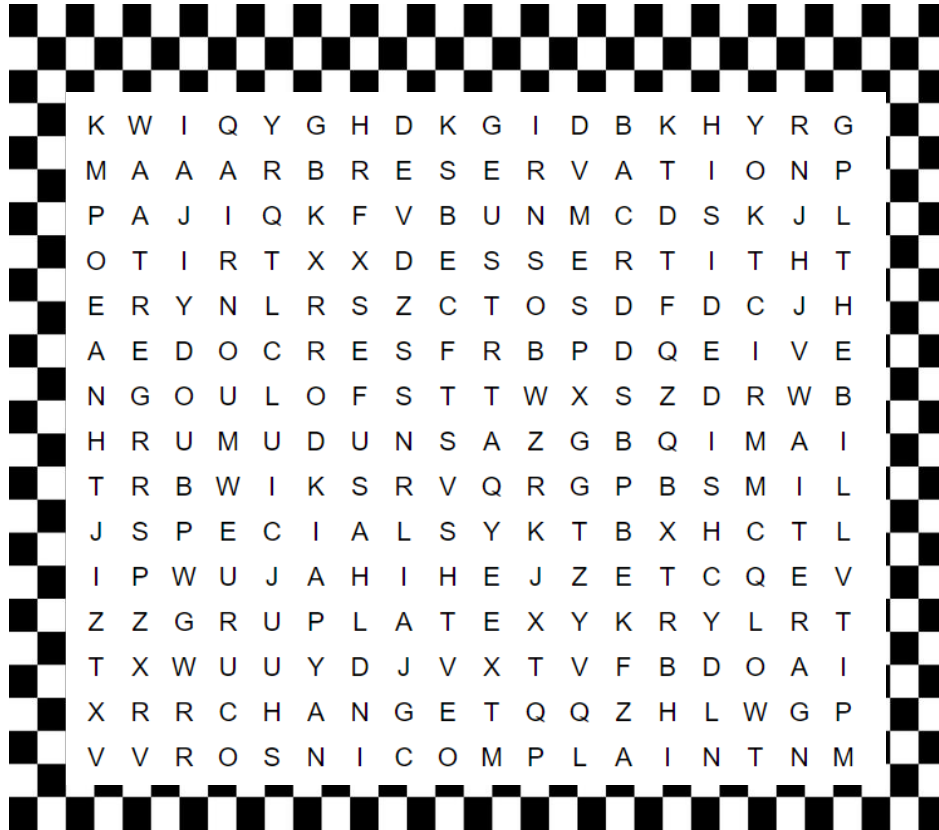 K W I Q Y G H D K G I D B K H Y R G
M A A A R B R E S E R V A T I O N P
P A J I Q K F V B U N M C D S K J L
O T I R T X X D E S S E R T I T H T
E R Y N L R S Z C T O S D F D C J H
A E D O C R E S F R B P D Q E I V E
N G O U L O F S T T W X S Z D R W B
H R U M U D U N S A Z G B Q I M A I
T R B W I K S R V Q R G P B S M I L
J S P E C I A L S Y K T B X H C T L
I P W U J A H I H E J Z E T C Q E V
Z Z G R U P L A T E X Y K R Y L R T
T X W U U Y D J V X T V F B D O A I
X R R C H A N G E T Q Q Z H L W G P
V V R O S N I C O M P L A I N T N M